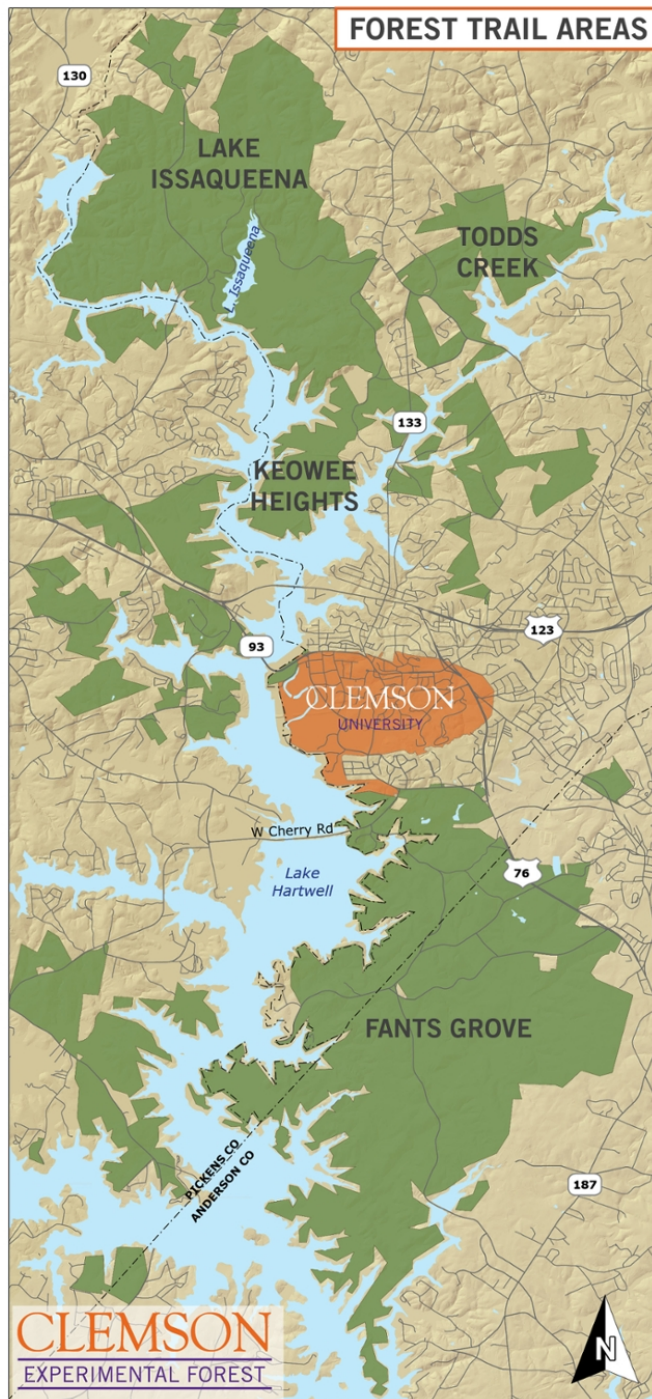 FOREST TRAIL AREAS
130
LAKE
ISSAQUEENA
L. Issaqueena
TODDS
CREEK
133
KEOWEE
HEIGHTS
123
93
CLEMSON
UNIVERSITY
W Cherry Rd
Lake
Hartwell
76
FANTS GROVE
PICKENS CO
ANDERSON CO
187
CLEMSON
EXPERIMENTAL FOREST
N